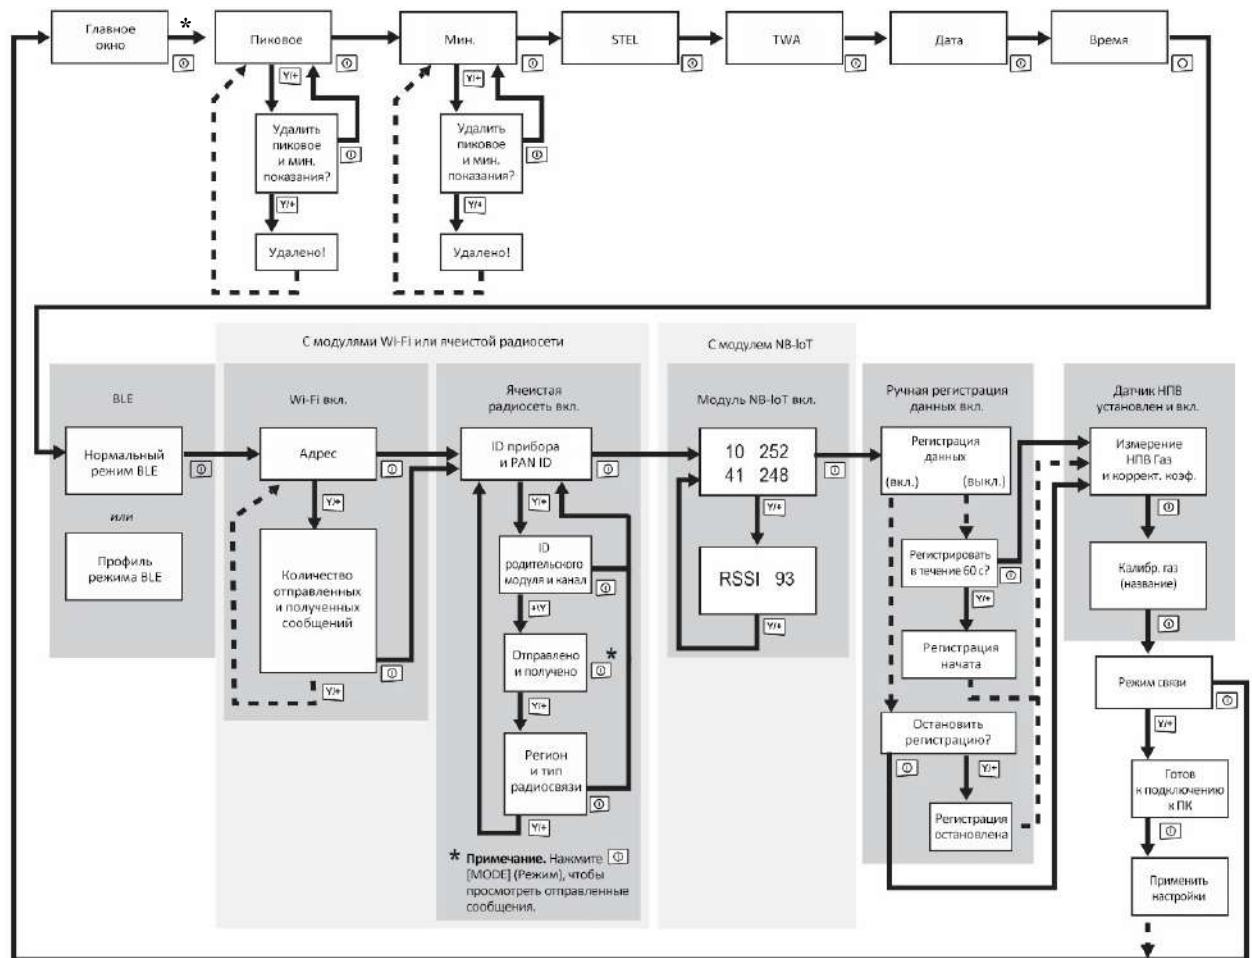 Главное
окно
*
Пиковое
Мин.
STEL
TWA
Дата
Время
Y/+
Y/+
Удалить
пиковое
и мин.
показания?
Удалить
пиковое
и мин.
показания?
Y/+
Y/+
Удалено!
Удалено!
С модулями Wi-Fi или ячеистой радиосети
С модулем NB-IoT
BLE
Нормальный
режим BLE
или
Профиль
режима BLE
Wi-Fi вкл.
Адрес
Y/+
Количество
отправленных
и полученных
сообщений
Y/+
Ячеистая
радиосеть вкл.
ID прибора
и PAN ID
Y/+
ID
родительского
модуля и канал
+/Y
Отправлено
и получено
*
Y/+
Регион
и тип
радиосвязи
Y/+
* Примечание. Нажмите
[MODE] (Режим), чтобы
просмотреть отправленные
сообщения.
Модуль NB-IoT вкл.
10 252
41 248
Y/+
RSSI 93
Y/+
Ручная регистрация
данных вкл.
Регистрация
данных
(вкл.) (выкл.)
Регистрировать
в течение 60 с?
Y/+
Регистрация
начата
Остановить
регистрацию?
Y/+
Регистрация
остановлена
Датчик НПВ
установлен и вкл.
Измерение
НПВ Газ
и коррект. коэф.
Калибр. газ
(название)
Режим связи
Y/+
Готов
к подключению
к ПК
Применить
настройки